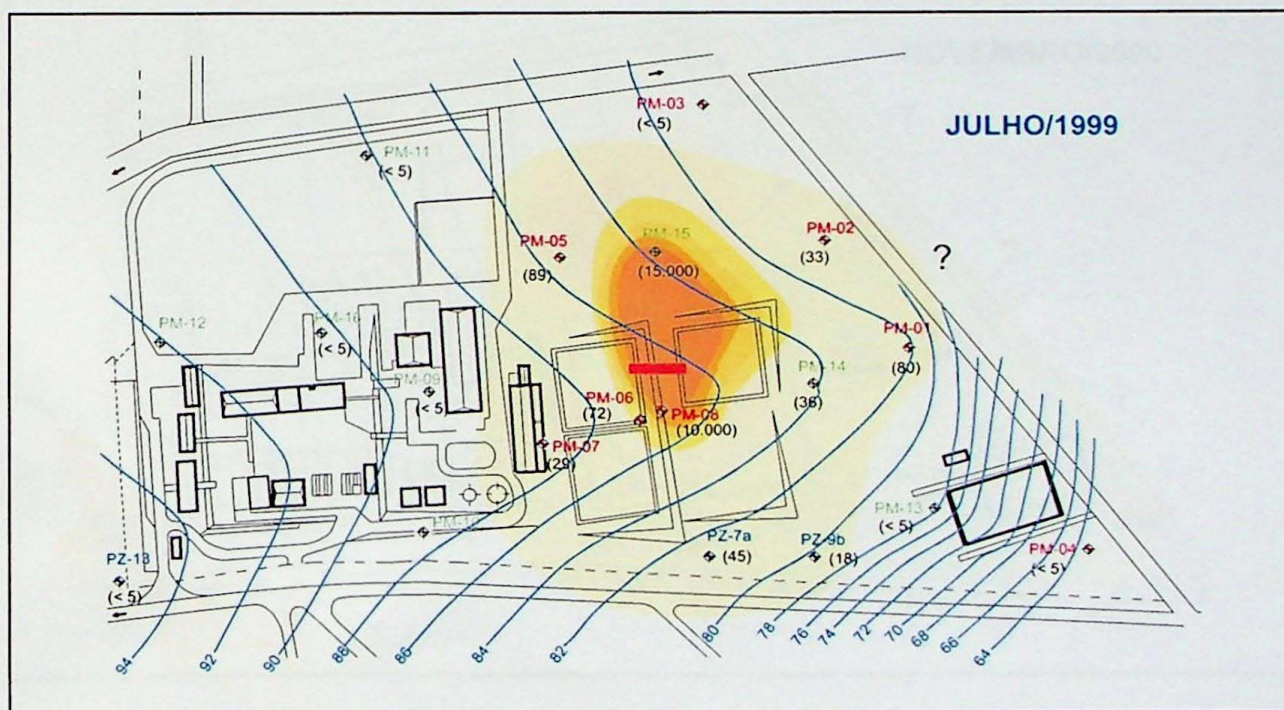 JULHO/1999
PM-03
(< 5)
PM-11
(< 5)
PM-15
(15.000)
PM-05
(89)
PM-02
(33)
?
PM-12
PM-16
(< 5)
PM-01
(80)
PM-09
(< 5)
PM-14
(36)
PM-06
(72)
PM-08
(10.000)
PM-07
(29)
PM-13
(< 5)
PZ-13
(< 5)
PZ-7a
(45)
PZ-9b
(18)
PM-04
(< 5)
94
92
90
88
86
84
82
80
78
76
74
72
70
68
66
64